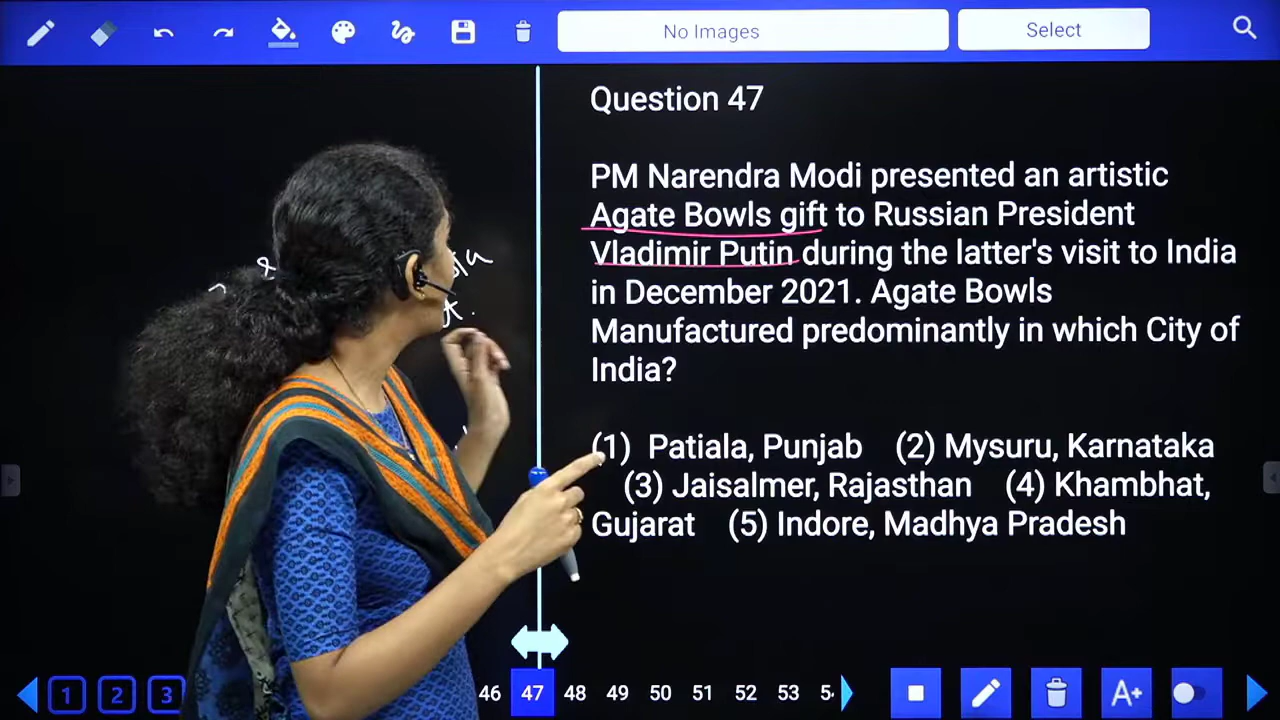 No Images
Select
Question 47
PM Narendra Modi presented an artistic
Agate Bowls gift to Russian President
Vladimir Putin during the latter's visit to India
in December 2021. Agate Bowls
Manufactured predominantly in which City of
India?
(1) Patiala, Punjab (2) Mysuru, Karnataka
(3) Jaisalmer, Rajasthan (4) Khambhat,
Gujarat (5) Indore, Madhya Pradesh
1 2 3 46 47 48 49 50 51 52 53
A+